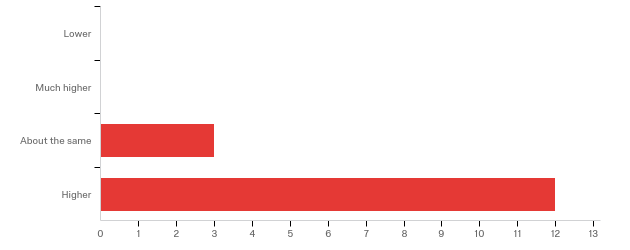 Lower
Much higher
About the same
Higher
0 1 2 3 4 5 6 7 8 9 10 11 12 13